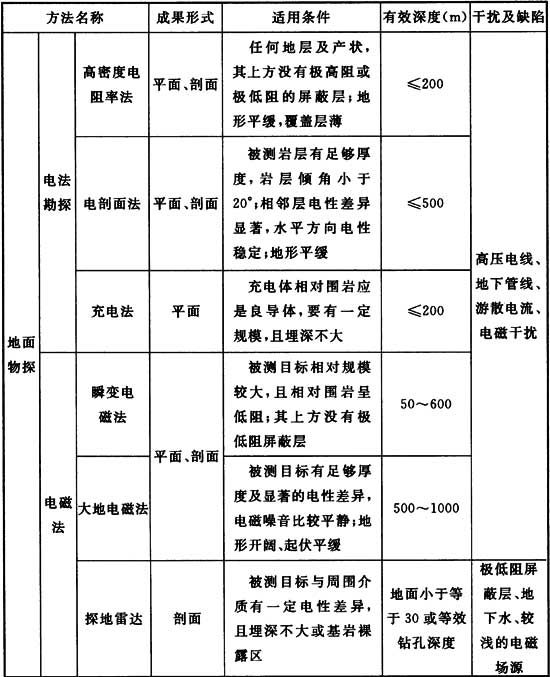 方法名称
成果形式
适用条件
有效深度(m)
干扰及缺陷
地面
物探
电法
勘探
高密度电
阻率法
平面、剖面
任何地层及产状,
其上方没有极高阻或
极低阻的屏蔽层;地
形平缓,覆盖层薄
≤200
高压电线、
地下管线、
游散电流、
电磁干扰
电剖面法
平面、剖面
被测岩层有足够厚
度,岩层倾角小于
20°;相邻层电性差异
显著,水平方向电性
稳定;地形平缓
≤500
充电法
平面
充电体相对围岩应
是良导体,要有一定
规模,且埋深不大
≤200
电磁
法
瞬变电
磁法
平面、剖面
被测目标相对规模
较大,且相对围岩呈
低阻;其上方没有极
低阻屏蔽层
50～600
大地电磁法
被测目标有足够厚
度及显著的电性差异,
电磁噪音比较平静;地
形开阔、起伏平缓
500～1000
探地雷达
剖面
被测目标与周围介
质有一定电性差异,
且埋深不大或基岩裸
露区
地面小于等
于30或等效
钻孔深度
极低阻屏
蔽层、地
下水、较
浅的电磁
场源